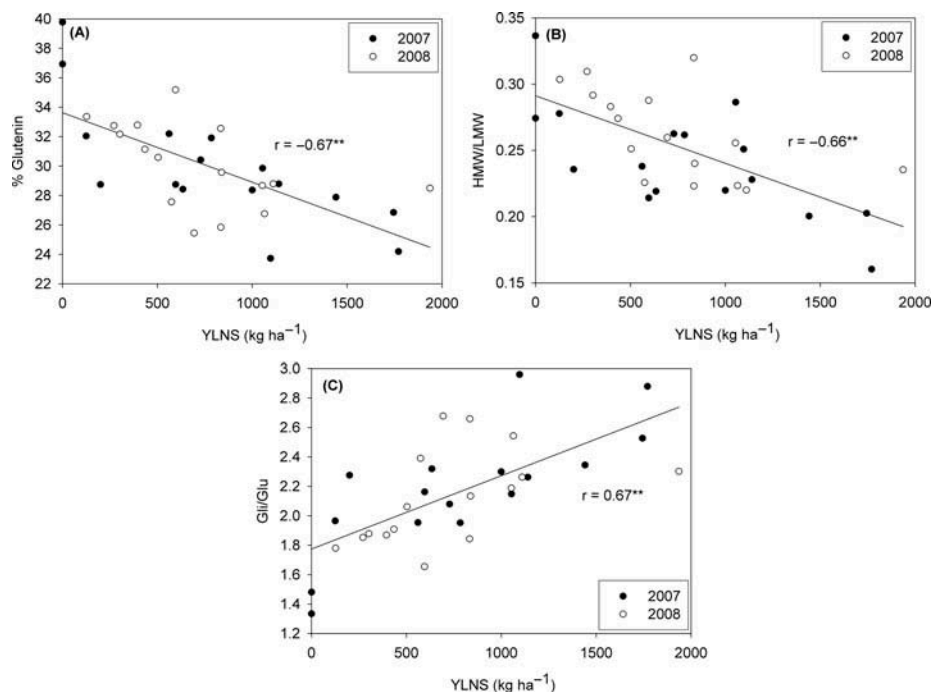 (A)
2007
2008
r = –0.67**
% Glutenin
40
38
36
34
32
30
28
26
24
22
0 500 1000 1500 2000
YLNS (kg ha⁻¹)
(B)
2007
2008
r = –0.66**
HMW/LMW
0.35
0.30
0.25
0.20
0.15
0 500 1000 1500 2000
YLNS (kg ha⁻¹)
(C)
r = 0.67**
2007
2008
Gli/Glu
3.0
2.8
2.6
2.4
2.2
2.0
1.8
1.6
1.4
1.2
0 500 1000 1500 2000
YLNS (kg ha⁻¹)